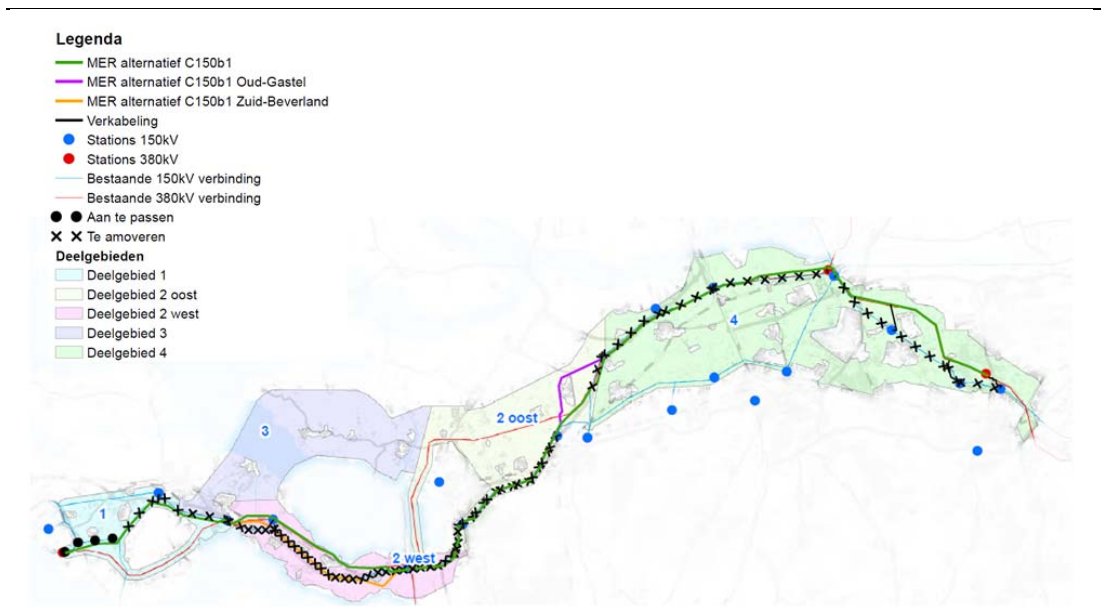 Legenda
MER alternatief C150b1
MER alternatief C150b1 Oud-Gastel
MER alternatief C150b1 Zuid-Beverland
Verkabeling
Stations 150kV
Stations 380kV
Bestaande 150kV verbinding
Bestaande 380kV verbinding
Aan te passen
Te amoveren
Deelgebieden
Deelgebied 1
Deelgebied 2 oost
Deelgebied 2 west
Deelgebied 3
Deelgebied 4
4
2 oost
3
1
2 west